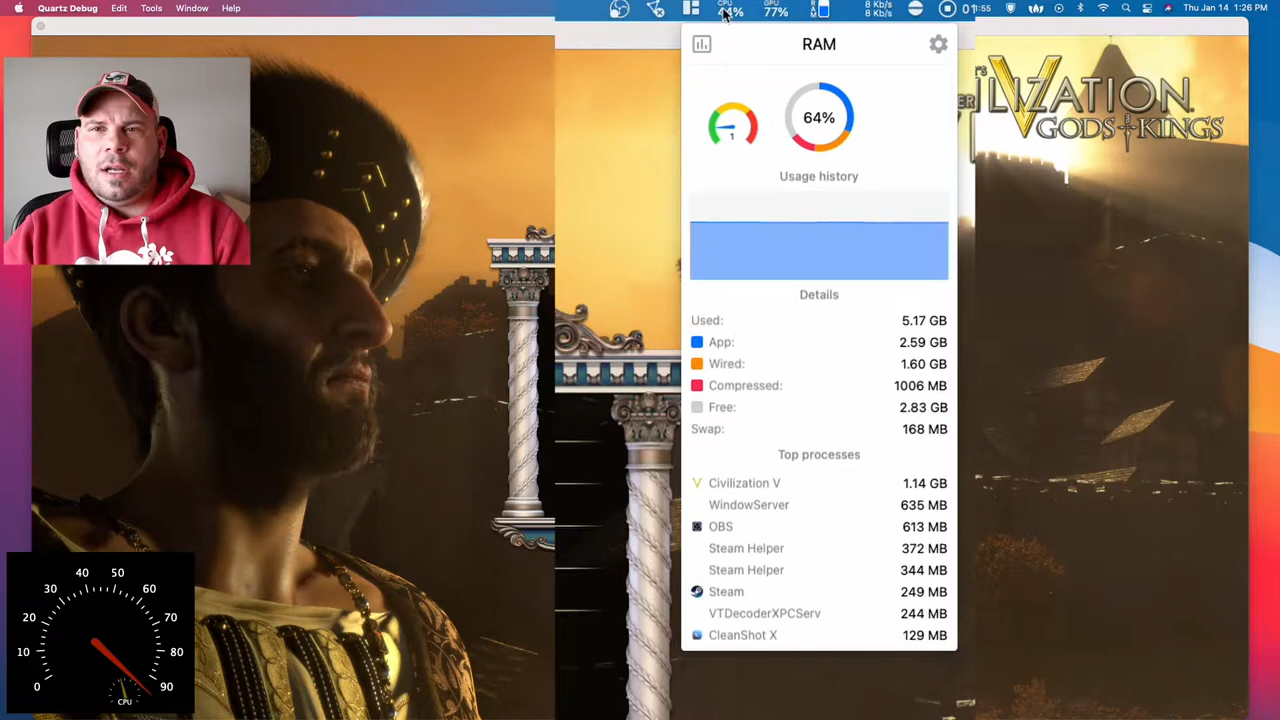 Quartz Debug Edit Tools Window Help
CPU GPU 77% RAM 8 Kb/s 8 Kb/s Thu Jan 14 1:26 PM
RAM
64%
1
Usage history
Details
Used: 5.17 GB
App: 2.59 GB
Wired: 1.60 GB
Compressed: 1006 MB
Free: 2.83 GB
Swap: 168 MB
Top processes
Civilization V 1.14 GB
WindowServer 635 MB
OBS 613 MB
Steam Helper 372 MB
Steam Helper 344 MB
Steam 249 MB
VTDecoderXPCServ 244 MB
CleanShot X 129 MB
GODS & KINGS
0 10 20 30 40 50 60 70 80 90
CPU